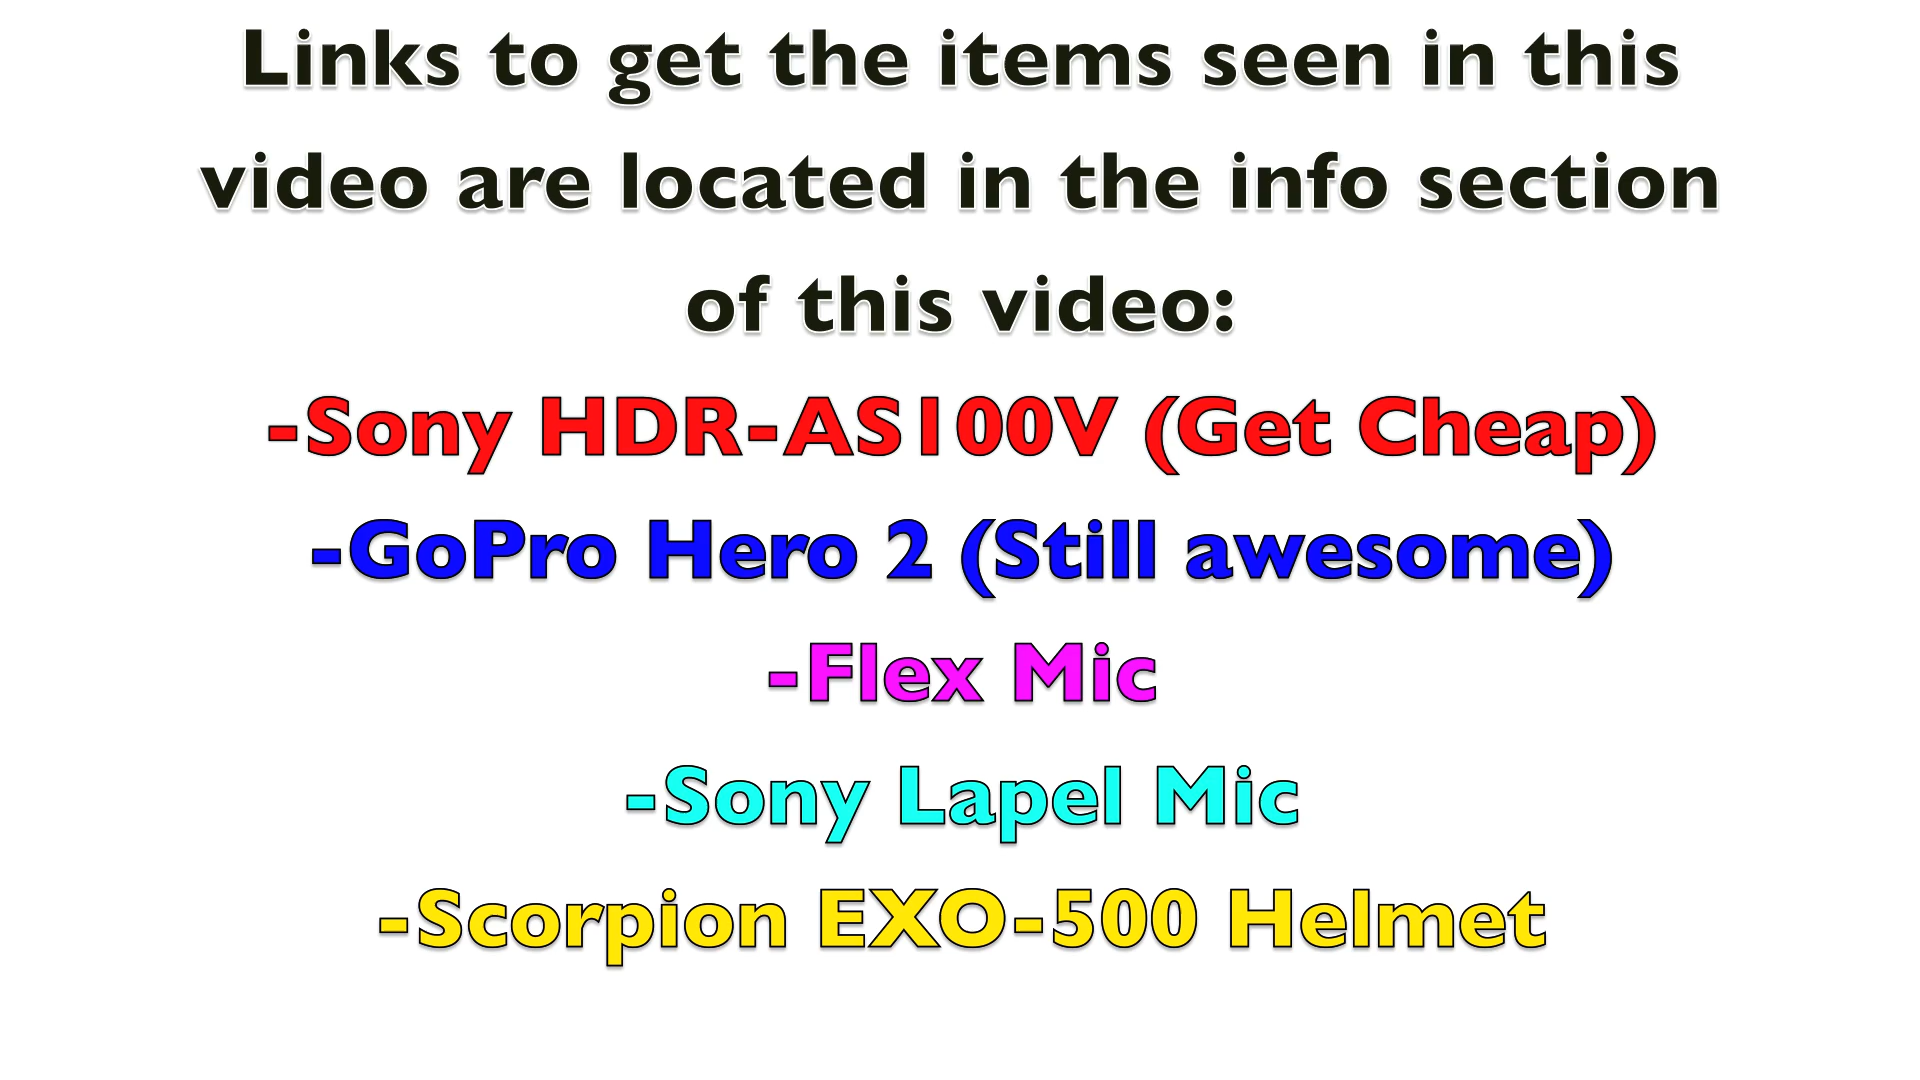 Links to get the items seen in this
video are located in the info section
of this video:
-Sony HDR-AS100V (Get Cheap)
-GoPro Hero 2 (Still awesome)
-Flex Mic
-Sony Lapel Mic
-Scorpion EXO-500 Helmet